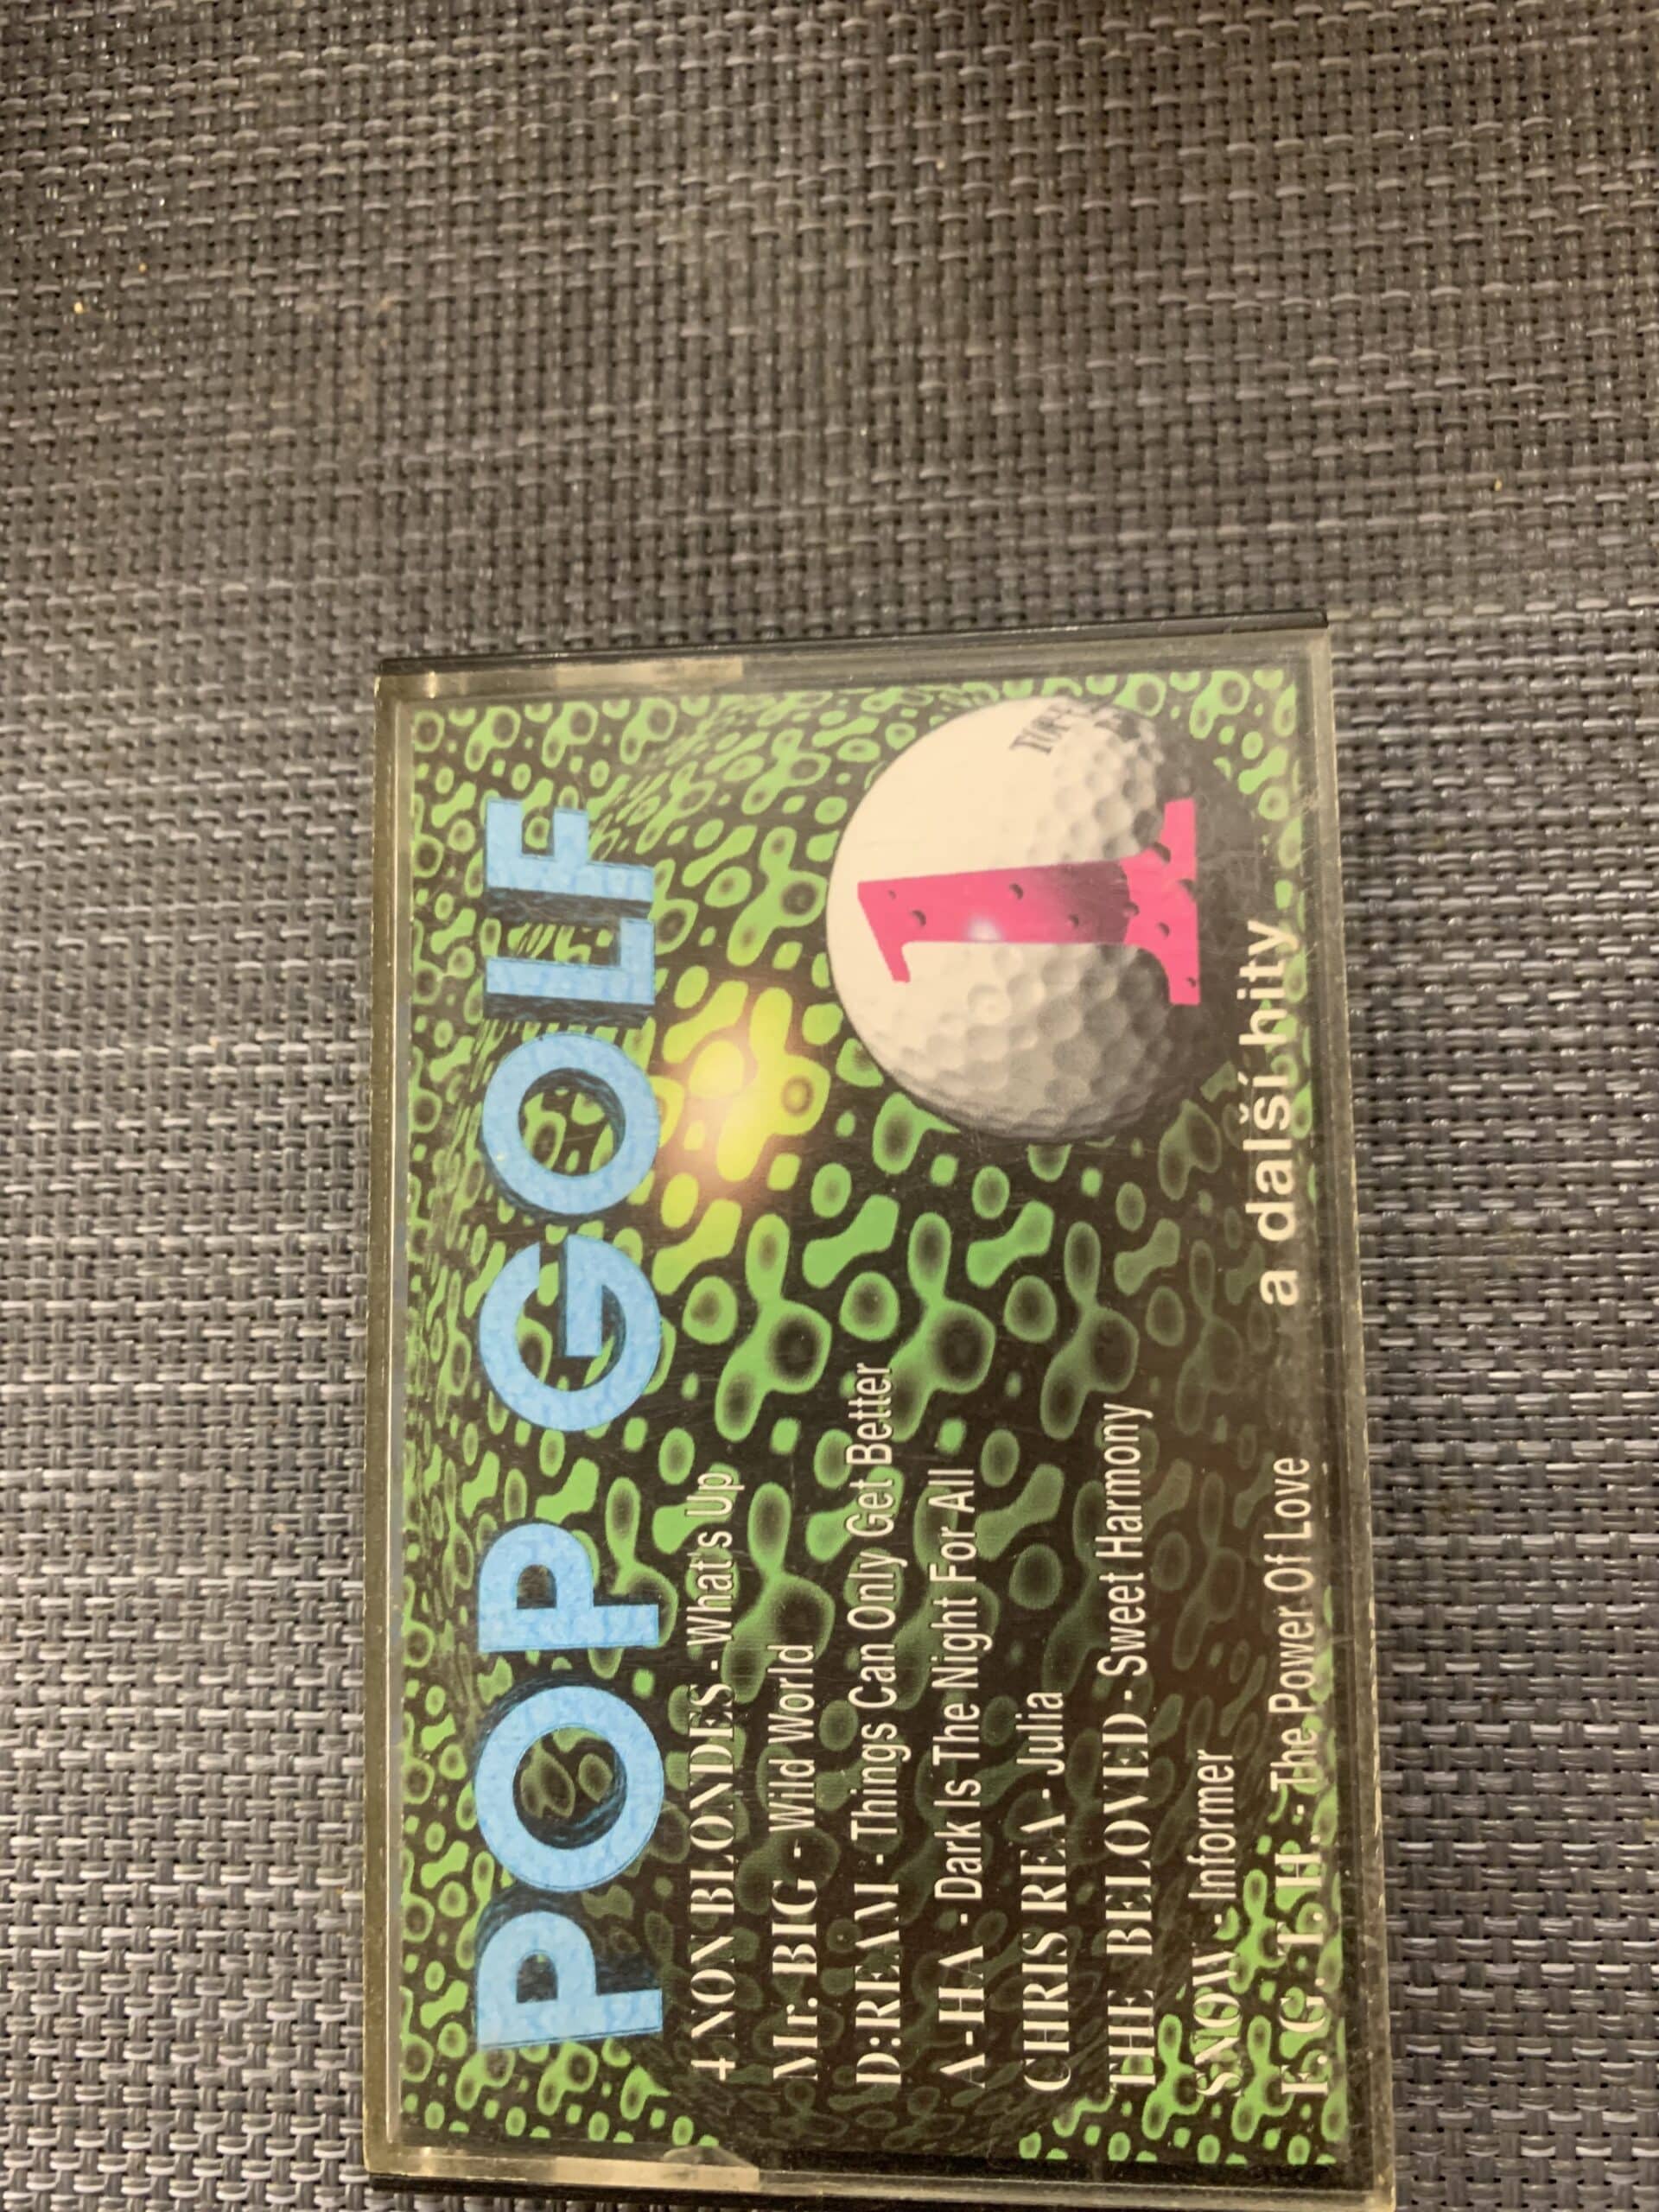 POP GOLF
1
4 NON BLONDES - What's Up
Mr. BIG - Wild World
D:REAM - Things Can Only Get Better
A-HA - Dark Is The Night For All
CHRIS REA - Julia
THE BELOVED - Sweet Harmony
SNOW - Informer
F. G. T. H. - The Power Of Love
a další hity